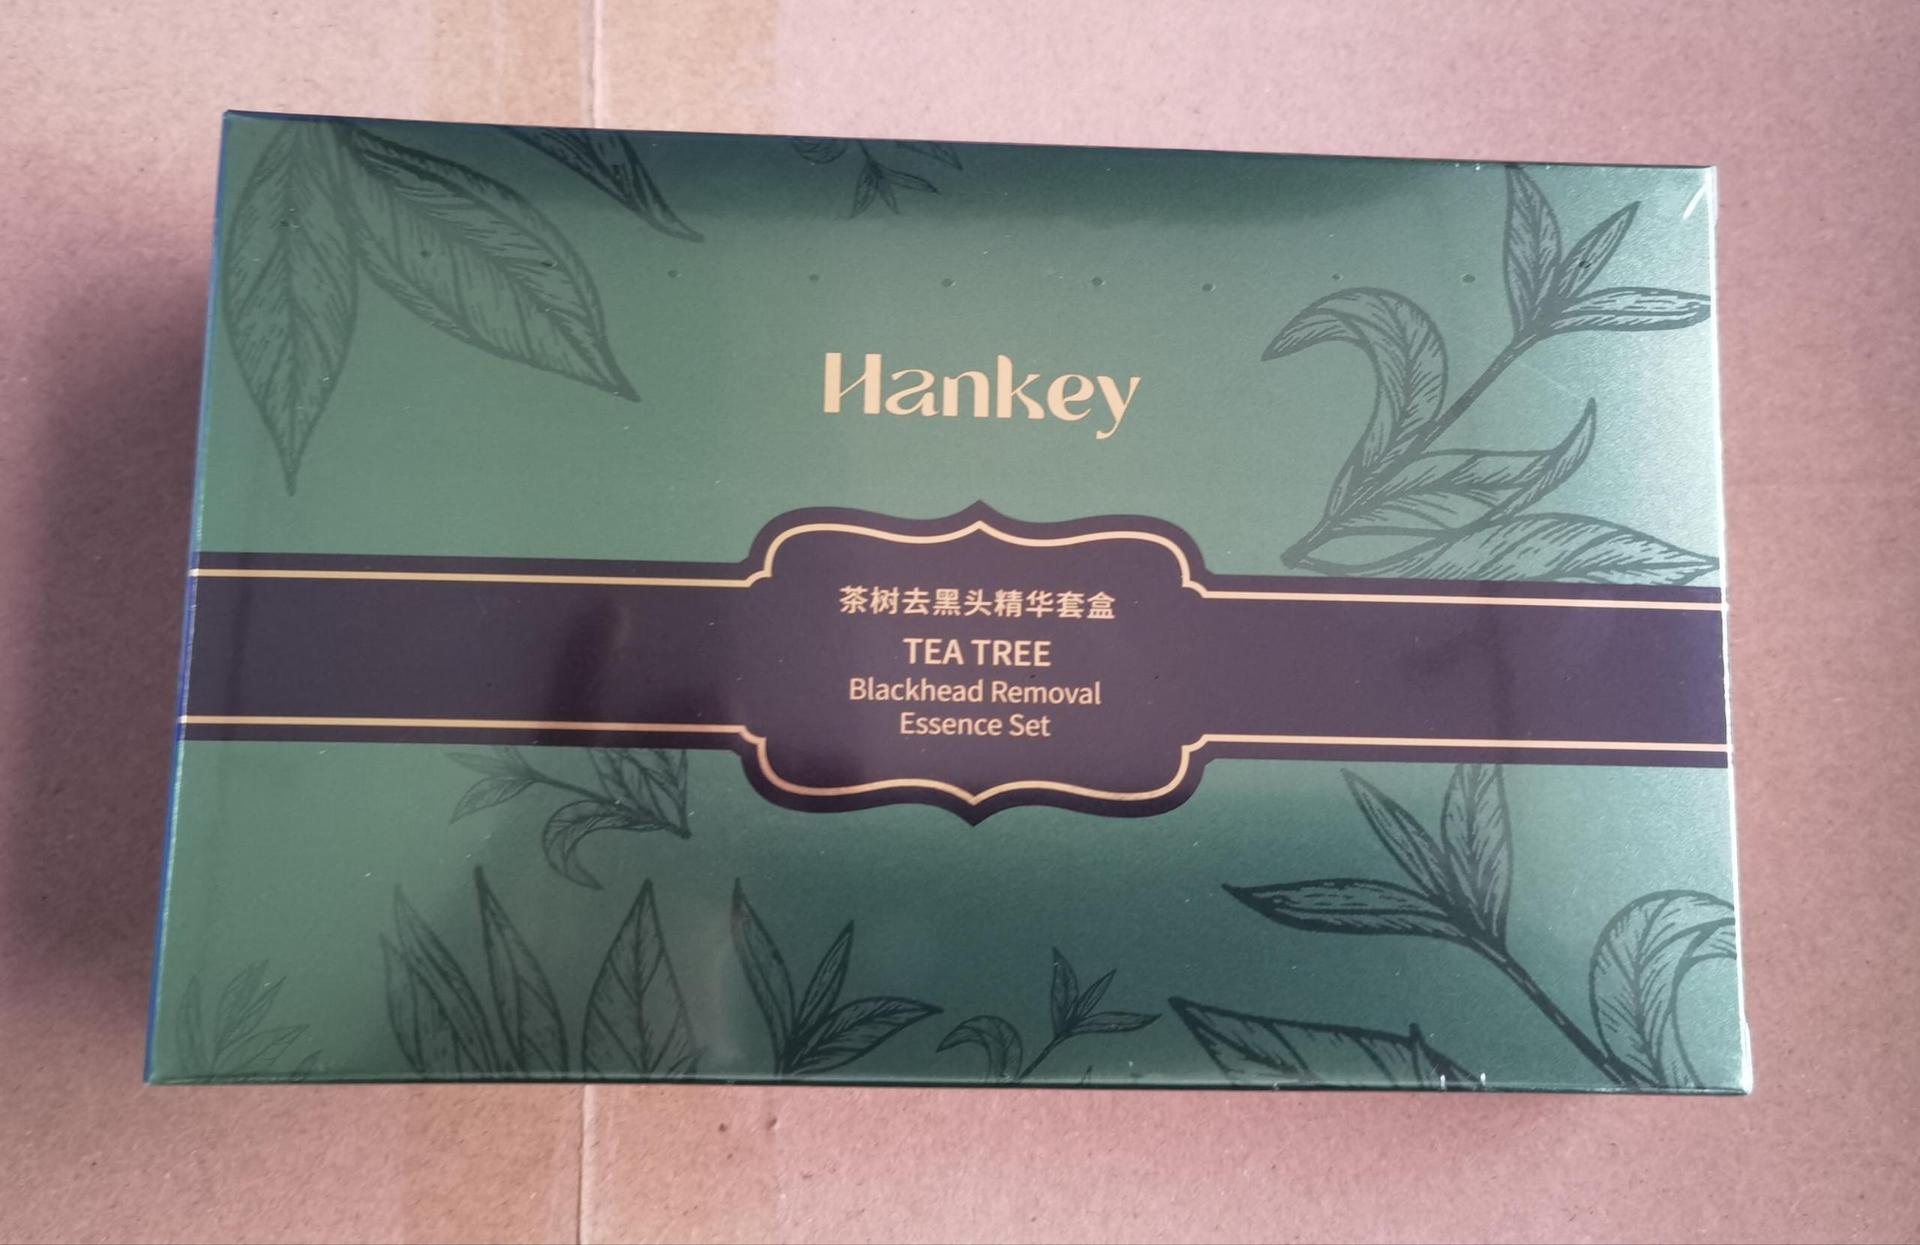 Hankey
茶树去黑头精华套盒
TEA TREE
Blackhead Removal
Essence Set